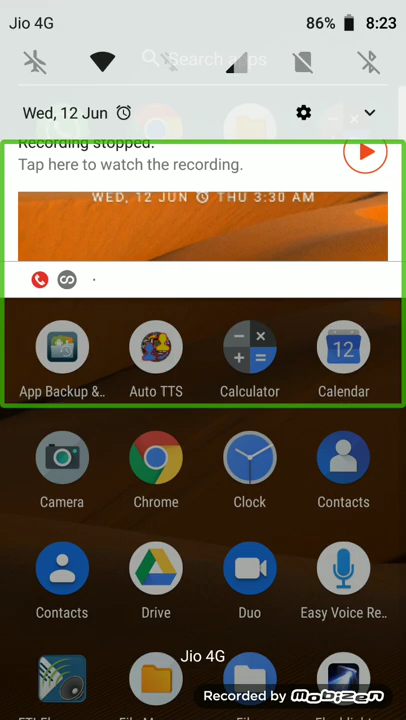 Jio 4G 86% 8:23
Search apps
Wed, 12 Jun
Recording stopped.
Tap here to watch the recording.
WED, 12 JUN THU 3:30 AM
App Backup &.. Auto TTS Calculator Calendar
12
Camera Chrome Clock Contacts
Contacts Drive Duo Easy Voice Re..
Jio 4G
Recorded by Mobizen